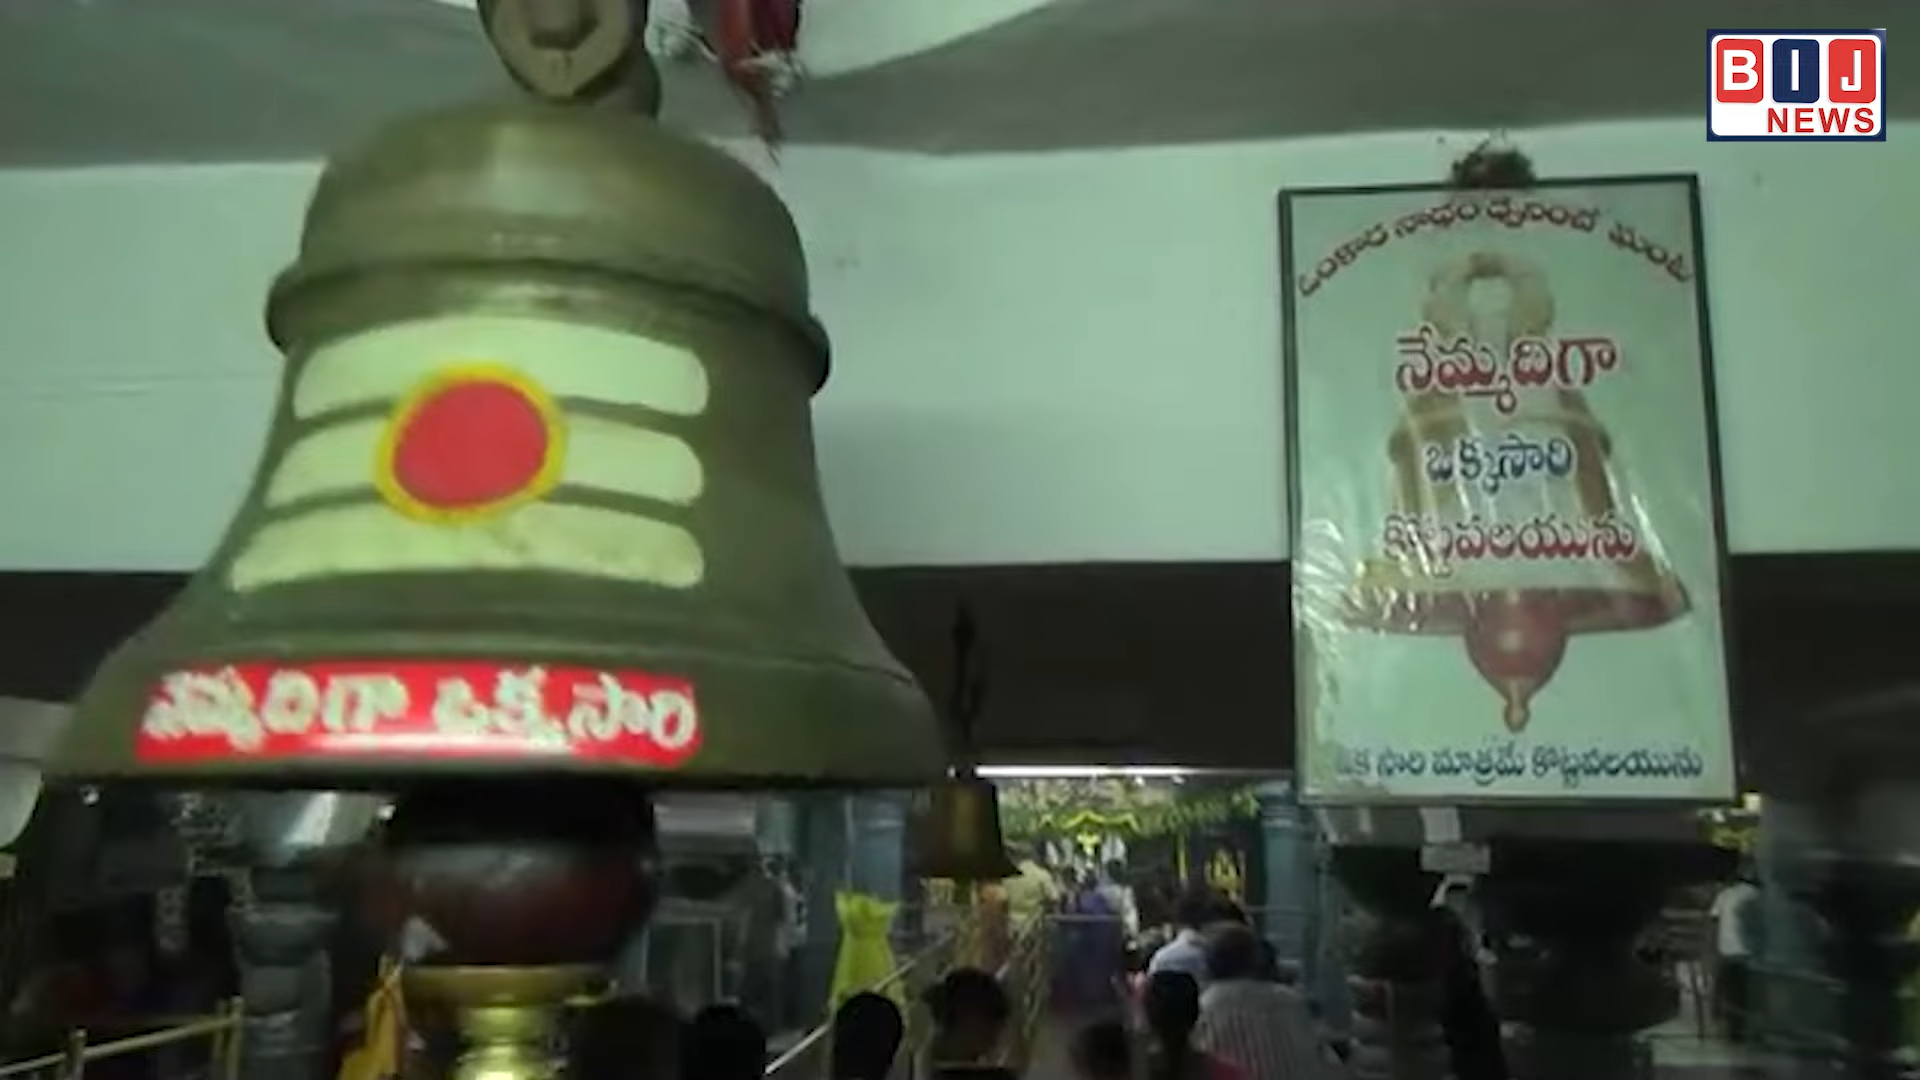 BIJ
NEWS
ఓంకార నాధం ధ్వనించే ఘంట
నేమ్మదిగా
ఒక్కసారి
కొట్టవలయును
ఒక సారి మాత్రమే కొట్టవలయును
నెమ్మదిగా ఒక్కసారి